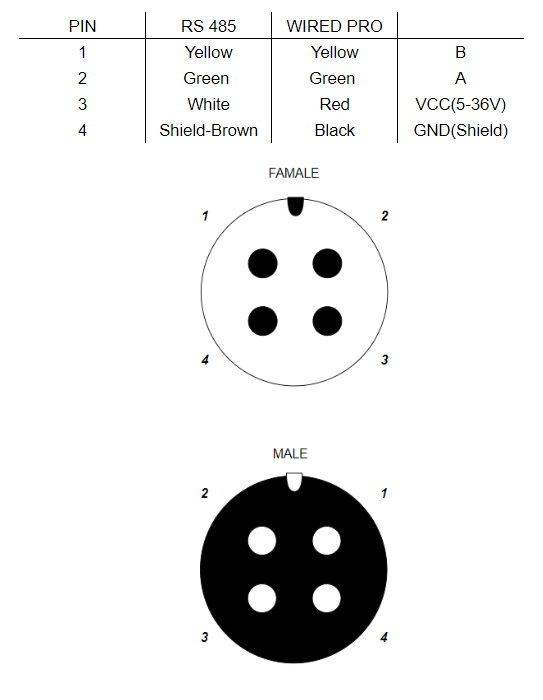 PIN RS 485 WIRED PRO
1 Yellow Yellow B
2 Green Green A
3 White Red VCC(5-36V)
4 Shield-Brown Black GND(Shield)
FAMALE
1 2
4 3
MALE
2 1
3 4